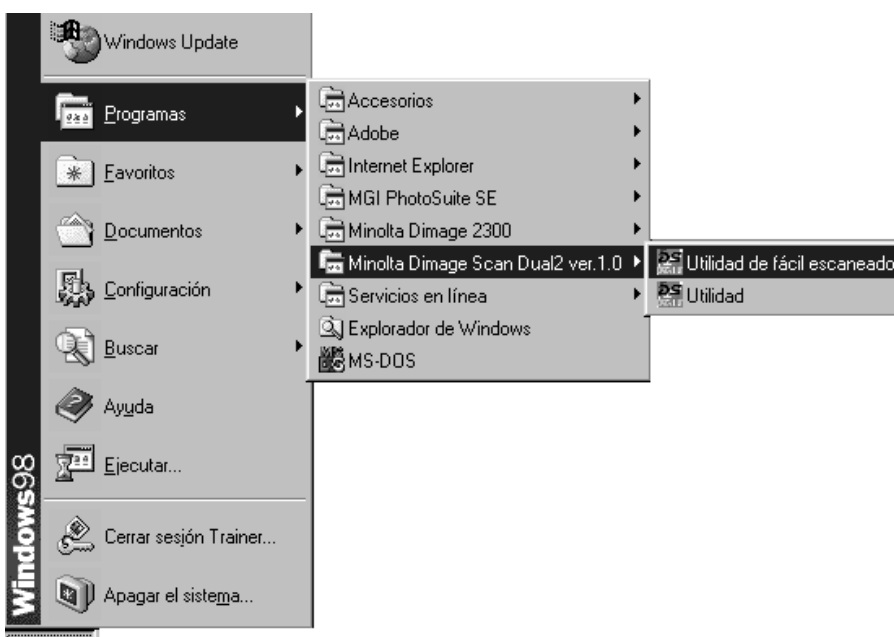 Windows Update
Programas
Favoritos
Documentos
Configuración
Buscar
Ayuda
Ejecutar...
Cerrar sesión Trainer...
Apagar el sistema...
Windows98
Accesorios
Adobe
Internet Explorer
MGI PhotoSuite SE
Minolta Dimage 2300
Minolta Dimage Scan Dual2 ver.1.0
Servicios en línea
Explorador de Windows
MS-DOS
Utilidad de fácil escaneado
Utilidad